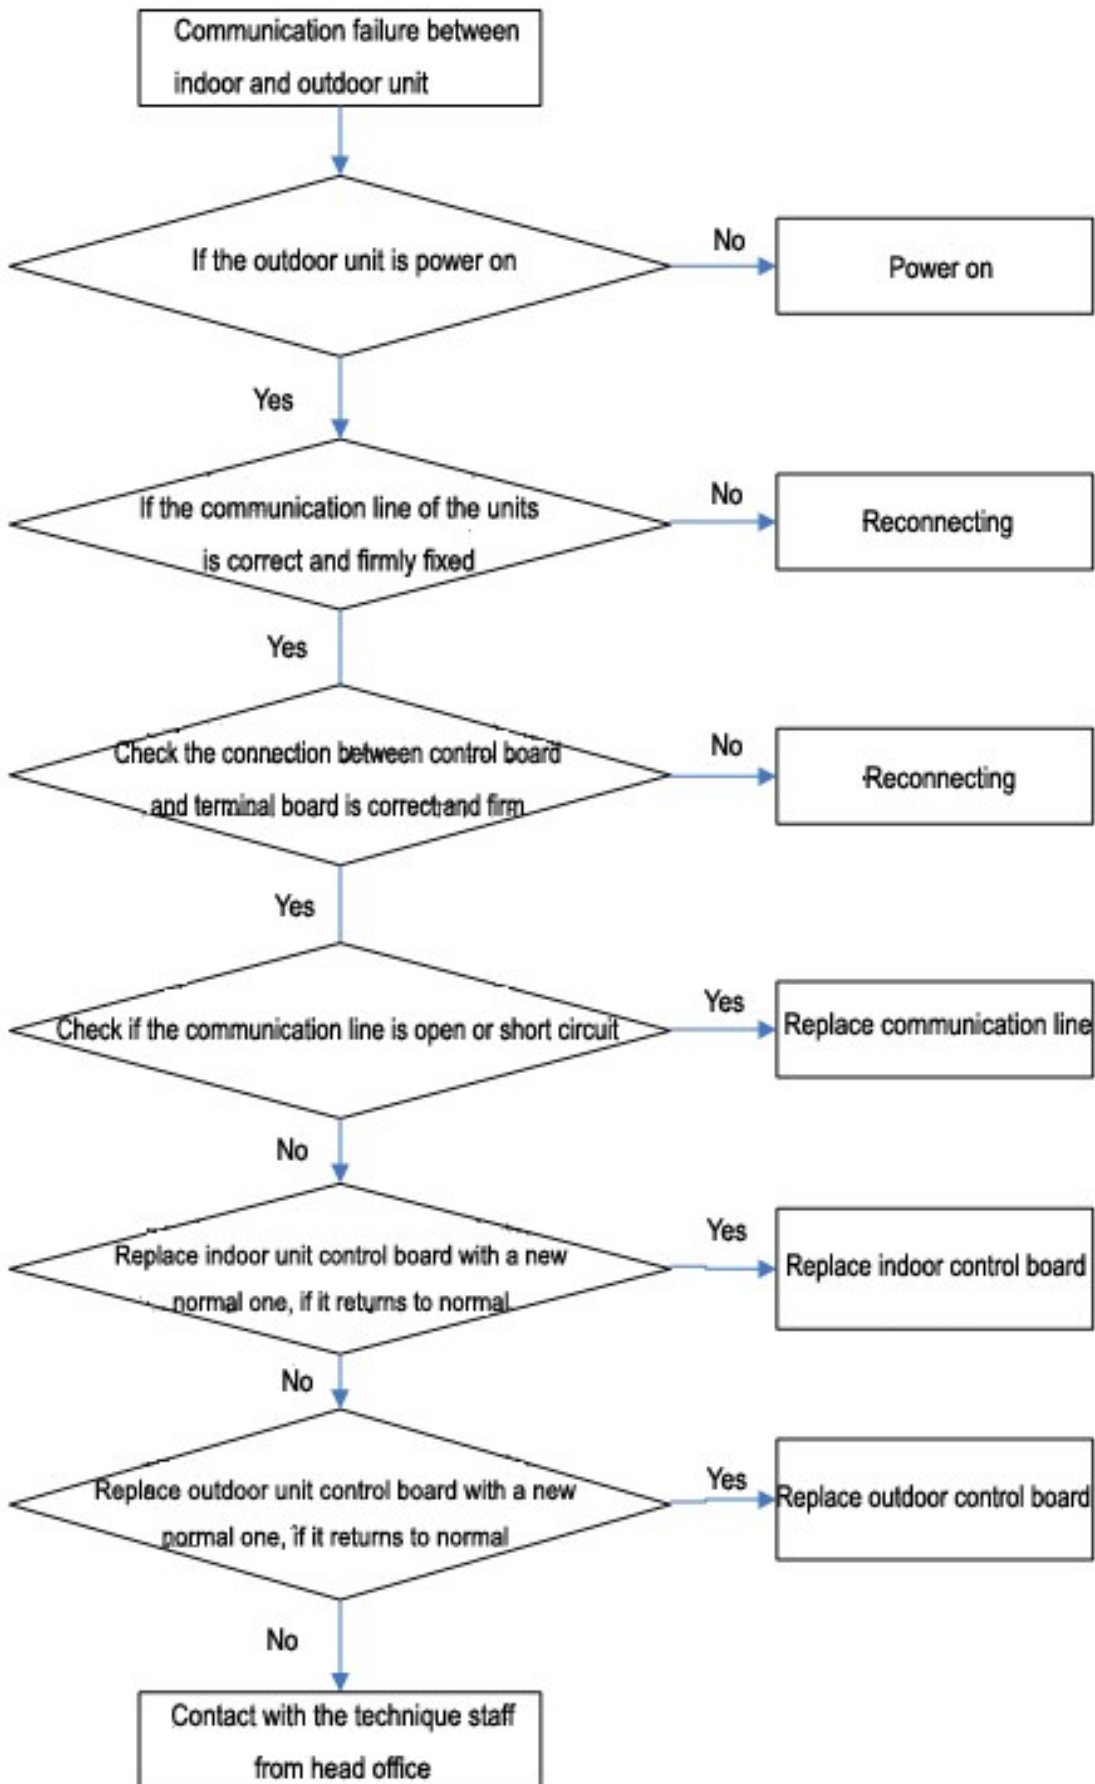 Communication failure between
indoor and outdoor unit
If the outdoor unit is power on
No
Power on
Yes
If the communication line of the units
is correct and firmly fixed
No
Reconnecting
Yes
Check the connection between control board
and terminal board is correct and firm
No
Reconnecting
Yes
Check if the communication line is open or short circuit
Yes
Replace communication line
No
Replace indoor unit control board with a new
normal one, if it returns to normal
Yes
Replace indoor control board
No
Replace outdoor unit control board with a new
normal one, if it returns to normal
Yes
Replace outdoor control board
No
Contact with the technique staff
from head office